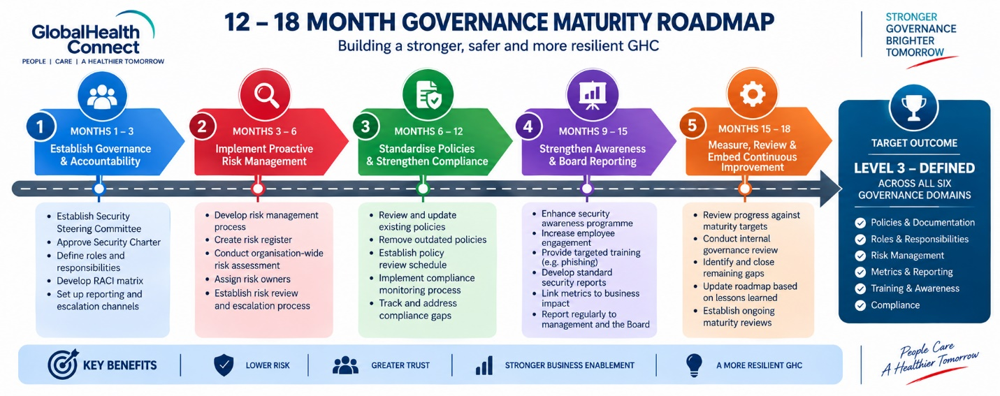 GlobalHealth
Connect
PEOPLE | CARE | A HEALTHIER TOMORROW
12 – 18 MONTH GOVERNANCE MATURITY ROADMAP
Building a stronger, safer and more resilient GHC
STRONGER
GOVERNANCE
BRIGHTER
TOMORROW
1
MONTHS 1 – 3
Establish Governance
& Accountability
• Establish Security
Steering Committee
• Approve Security Charter
• Define roles and
responsibilities
• Develop RACI matrix
• Set up reporting and
escalation channels
2
MONTHS 3 – 6
Implement Proactive
Risk Management
• Develop risk management
process
• Create risk register
• Conduct organisation-wide
risk assessment
• Assign risk owners
• Establish risk review
and escalation process
3
MONTHS 6 – 12
Standardise Policies
& Strengthen Compliance
• Review and update
existing policies
• Remove outdated policies
• Establish policy
review schedule
• Implement compliance
monitoring process
• Track and address
compliance gaps
4
MONTHS 9 – 15
Strengthen Awareness
& Board Reporting
• Enhance security
awareness programme
• Increase employee
engagement
• Provide targeted training
(e.g. phishing)
• Develop standard
security reports
• Link metrics to business
impact
• Report regularly to
management and the Board
5
MONTHS 15 – 18
Measure, Review &
Embed Continuous
Improvement
• Review progress against
maturity targets
• Conduct internal
governance review
• Identify and close
remaining gaps
• Update roadmap based
on lessons learned
• Establish ongoing
maturity reviews
TARGET OUTCOME
LEVEL 3 – DEFINED
ACROSS ALL SIX
GOVERNANCE DOMAINS
Policies & Documentation
Roles & Responsibilities
Risk Management
Metrics & Reporting
Training & Awareness
Compliance
KEY BENEFITS
LOWER RISK
GREATER TRUST
STRONGER BUSINESS ENABLEMENT
A MORE RESILIENT GHC
People Care
A Healthier Tomorrow